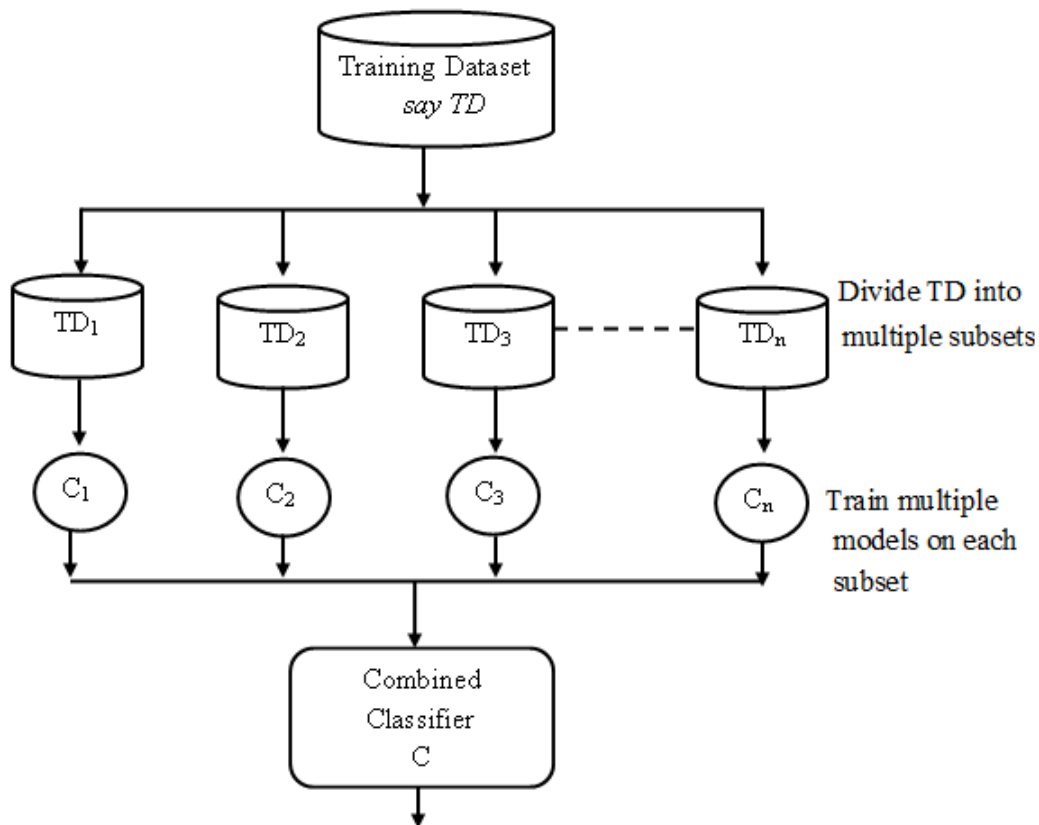 Training Dataset
say TD
TD₁
TD₂
TD₃
TDₙ
Divide TD into
multiple subsets
C₁
C₂
C₃
Cₙ
Train multiple
models on each
subset
Combined
Classifier
C